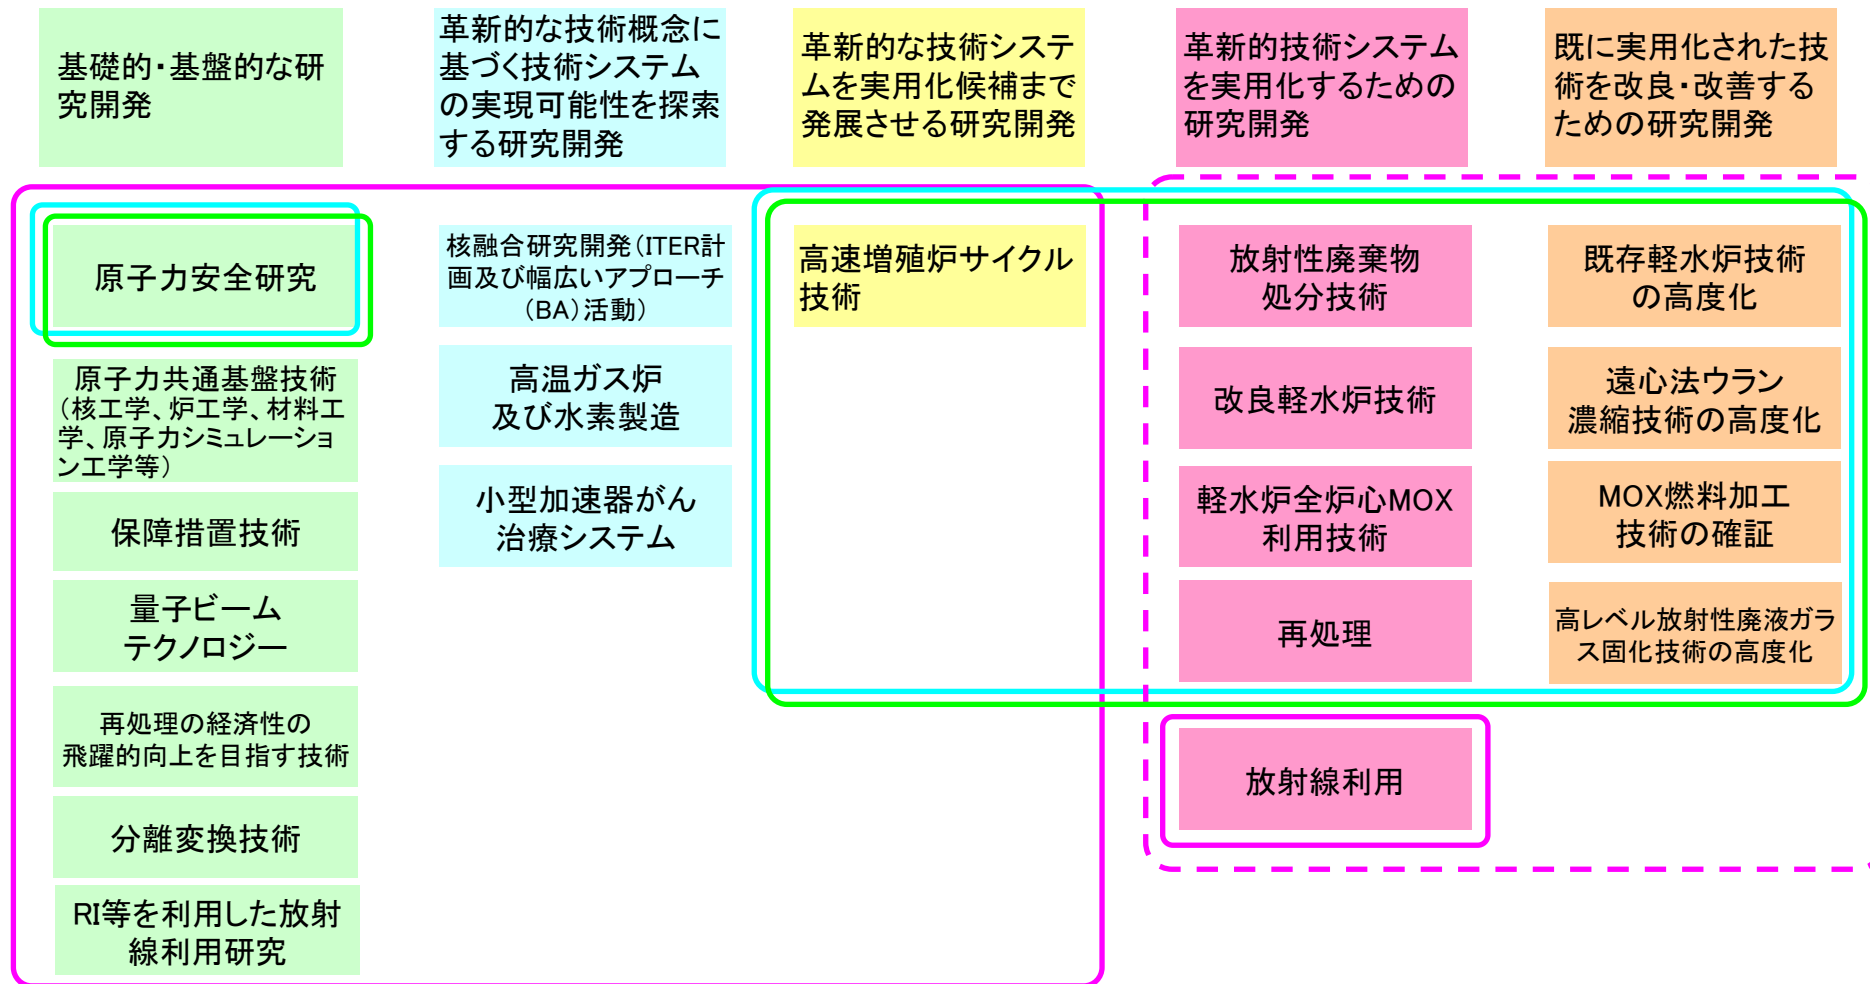 基礎的・基盤的な研
究開発
革新的な技術概念に
基づく技術システム
の実現可能性を探索
する研究開発
革新的な技術システ
ムを実用化候補まで
発展させる研究開発
革新的技術システム
を実用化するための
研究開発
既に実用化された技
術を改良・改善する
ための研究開発
原子力安全研究
原子力共通基盤技術
（核工学、炉工学、材料工
学、原子力シミュレーショ
ン工学等）
保障措置技術
量子ビーム
テクノロジー
再処理の経済性の
飛躍的向上を目指す技術
分離変換技術
RI等を利用した放射
線利用研究
核融合研究開発（ITER計
画及び幅広いアプローチ
（BA）活動）
高温ガス炉
及び水素製造
小型加速器がん
治療システム
高速増殖炉サイクル
技術
放射性廃棄物
処分技術
改良軽水炉技術
軽水炉全炉心MOX
利用技術
再処理
放射線利用
既存軽水炉技術
の高度化
遠心法ウラン
濃縮技術の高度化
MOX燃料加工
技術の確証
高レベル放射性廃液ガラ
ス固化技術の高度化